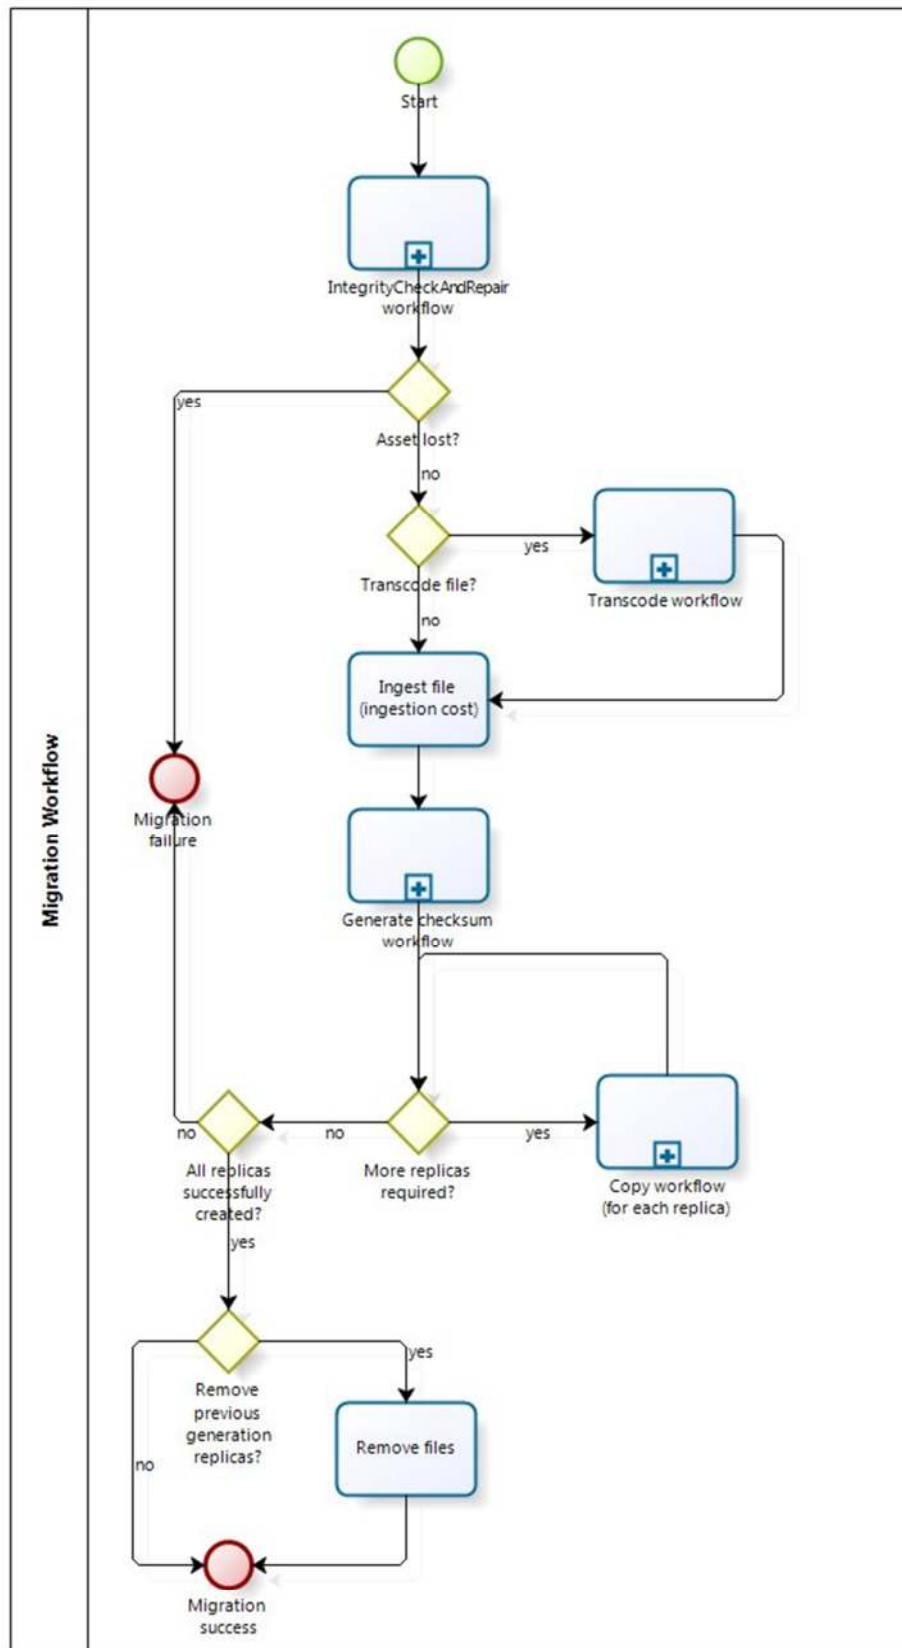 Migration Workflow
Start
IntegrityCheckAndRepair
workflow
yes
Asset lost?
no
yes
Transcode file?
Transcode workflow
no
Ingest file
(ingestion cost)
Migration
failure
Generate checksum
workflow
no
no
yes
All replicas
successfully
created?
More replicas
required?
Copy workflow
(for each replica)
yes
yes
Remove
previous
generation
replicas?
Remove files
no
Migration
success